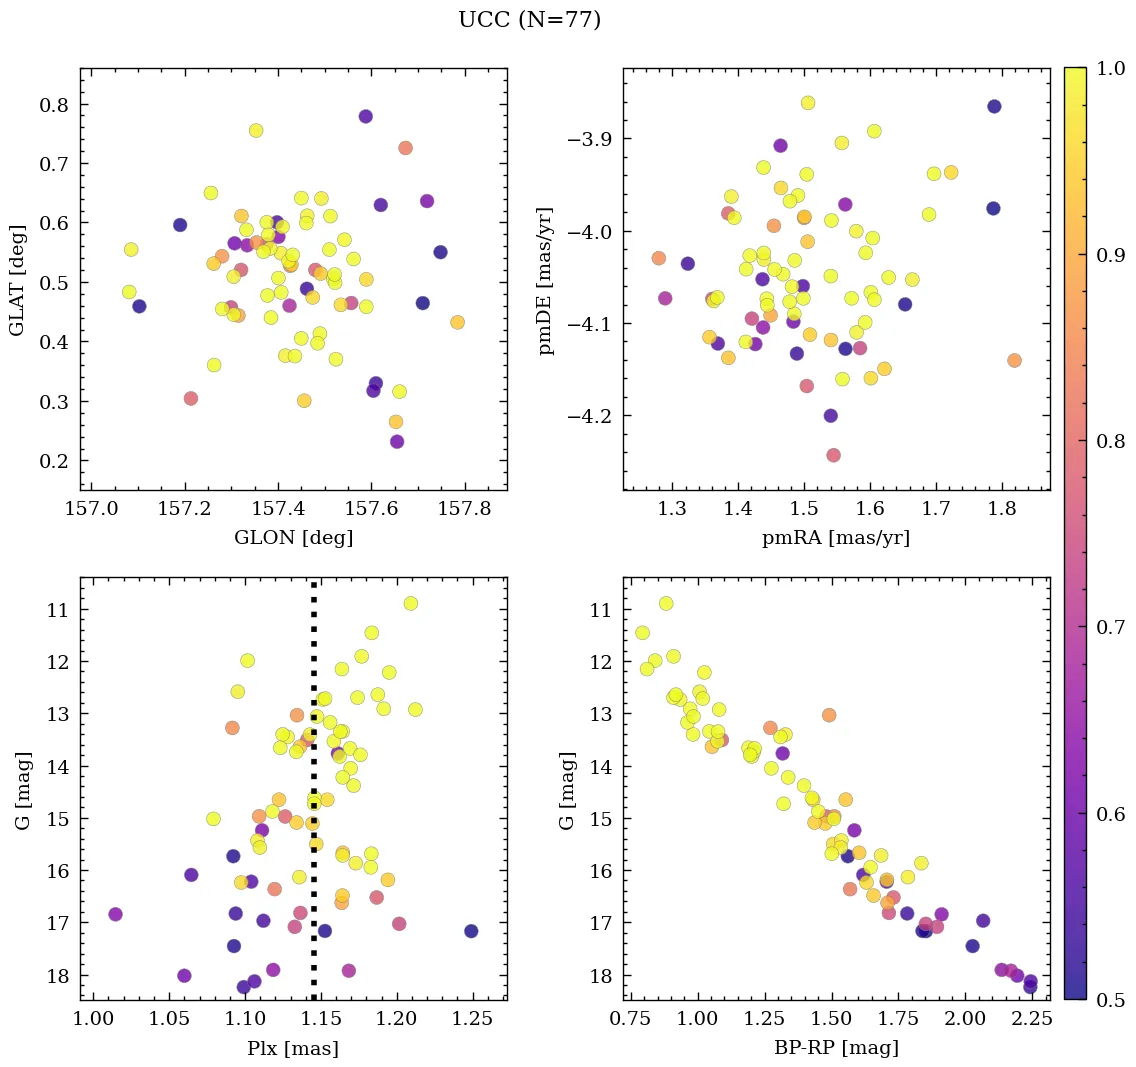 UCC (N=77)
0.8
0.7
0.6
0.5
0.4
0.3
0.2
GLAT [deg]
157.0 157.2 157.4 157.6 157.8
GLON [deg]
−3.9
−4.0
−4.1
−4.2
pmDE [mas/yr]
1.3 1.4 1.5 1.6 1.7 1.8
pmRA [mas/yr]
1.0
0.9
0.8
0.7
0.6
0.5
11
12
13
14
15
16
17
18
G [mag]
1.00 1.05 1.10 1.15 1.20 1.25
Plx [mas]
11
12
13
14
15
16
17
18
G [mag]
0.75 1.00 1.25 1.50 1.75 2.00 2.25
BP-RP [mag]